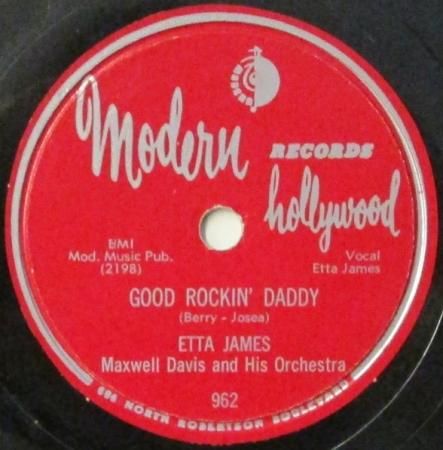 Modern
RECORDS
hollywood
BMI
Mod. Music Pub.
(2198)
Vocal
Etta James
GOOD ROCKIN' DADDY
(Berry - Josea)
ETTA JAMES
Maxwell Davis and His Orchestra
962
NORTH ROBERTSON BOULEVARD